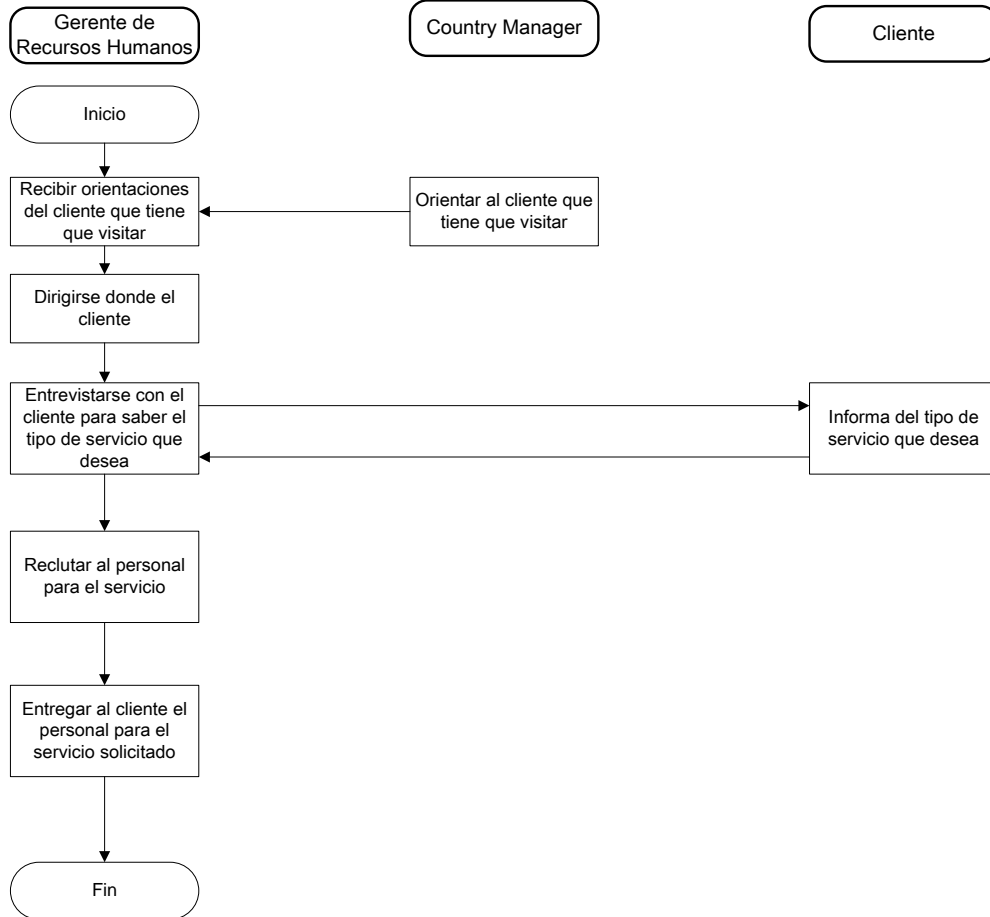 Gerente de
Recursos Humanos
Country Manager
Cliente
Inicio
Recibir orientaciones
del cliente que tiene
que visitar
Orientar al cliente que
tiene que visitar
Dirigirse donde el
cliente
Entrevistarse con el
cliente para saber el
tipo de servicio que
desea
Informa del tipo de
servicio que desea
Reclutar al personal
para el servicio
Entregar al cliente el
personal para el
servicio solicitado
Fin